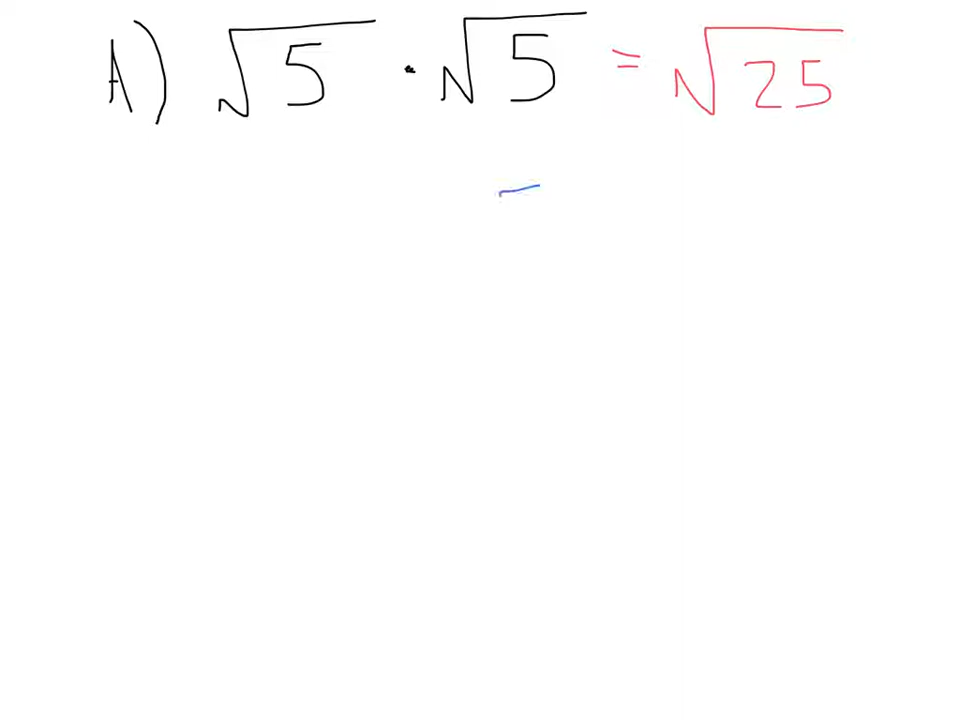 A) √5 · √5 = √25